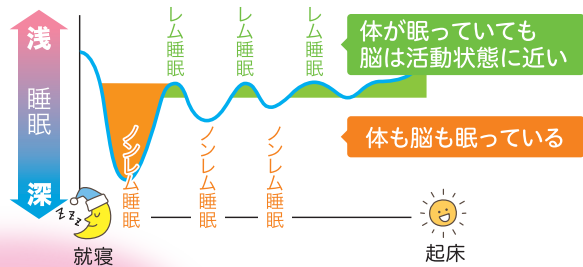 浅
睡眠
深
レム睡眠
レム睡眠
レム睡眠
体が眠っていても
脳は活動状態に近い
ノンレム睡眠
ノンレム睡眠
ノンレム睡眠
体も脳も眠っている
zzz
就寝
起床